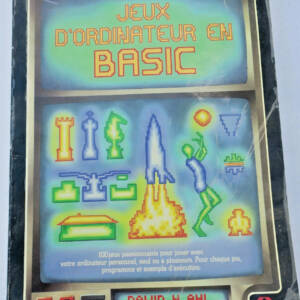 JEUX
D'ORDINATEUR EN
BASIC
100 jeux passionnants pour jouer avec
votre ordinateur personnel, seul ou à plusieurs. Pour chaque jeu,
programme et exemple d'exécution.
DAVID H. AHL